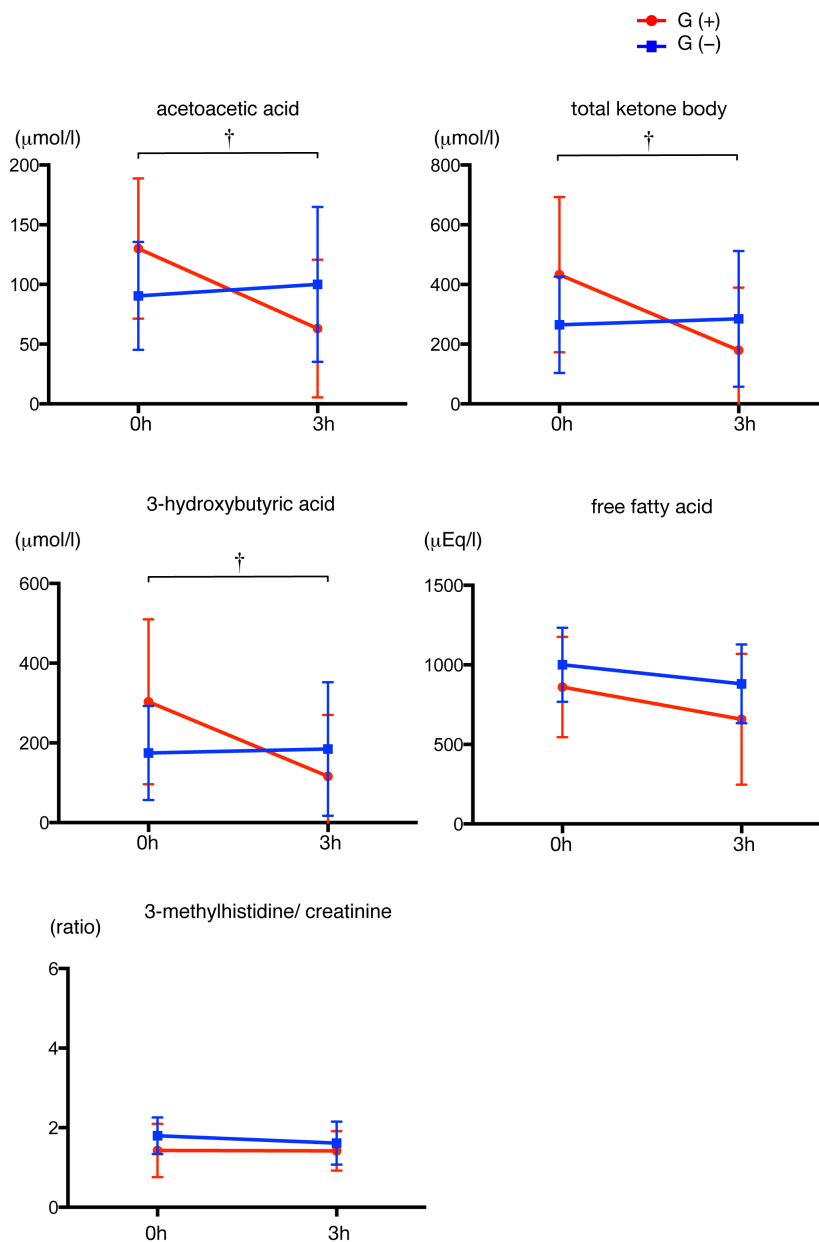 G (+)
G (−)
acetoacetic acid
(μmol/l)
†
200
150
100
50
0
0h
3h
total ketone body
(μmol/l)
†
800
600
400
200
0
0h
3h
3-hydroxybutyric acid
(μmol/l)
†
600
400
200
0
0h
3h
free fatty acid
(μEq/l)
1500
1000
500
0
0h
3h
3-methylhistidine/ creatinine
(ratio)
6
4
2
0
0h
3h